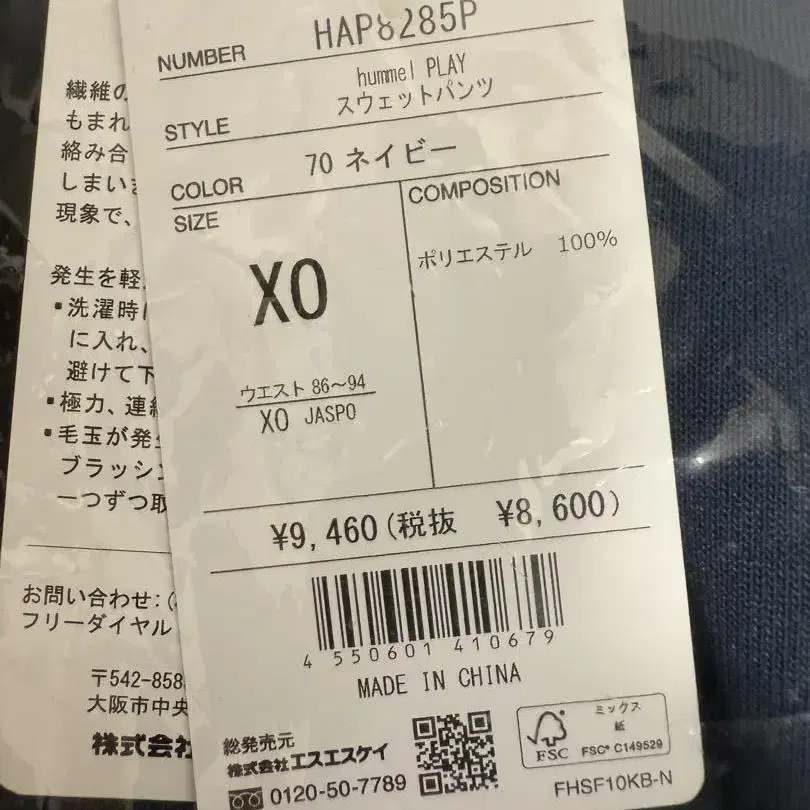 繊維の
もまれ
絡み合
しまいま
現象で、
発生を軽
・洗濯時
に入れ、
避けて下
・極力、連続
・毛玉が発生
ブラッシ
一つずつ取
お問い合わせ:(
フリーダイヤル
〒542-858
大阪市中央
株式会社
NUMBER HAP8285P
hummel PLAY
STYLE スウェットパンツ
COLOR 70 ネイビー
SIZE
XO
ウエスト 86〜94
XO JASPO
COMPOSITION
ポリエステル 100%
¥9,460(税抜 ¥8,600)
4 550601 410679
MADE IN CHINA
総発売元
株式会社エスエスケイ
0120-50-7789
FSC
ミックス
紙
FSC® C149529
FHSF10KB-N